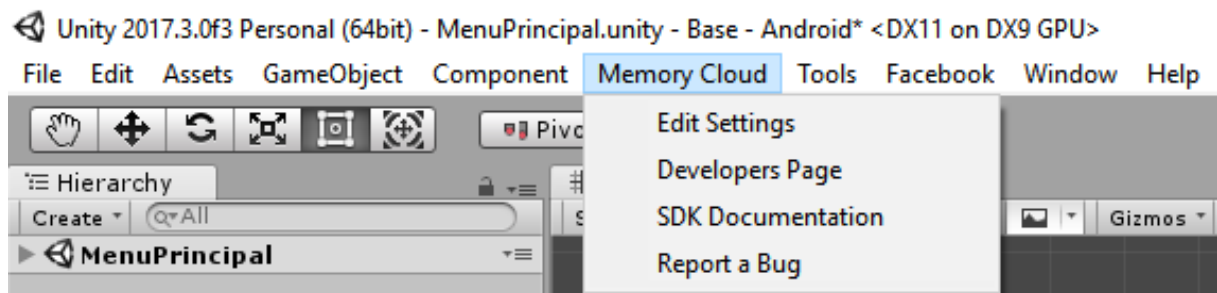 Unity 2017.3.0f3 Personal (64bit) - MenuPrincipal.unity - Base - Android* <DX11 on DX9 GPU>
File Edit Assets GameObject Component Memory Cloud Tools Facebook Window Help
Edit Settings
Developers Page
SDK Documentation
Report a Bug
Hierarchy
Create All
Gizmos
MenuPrincipal